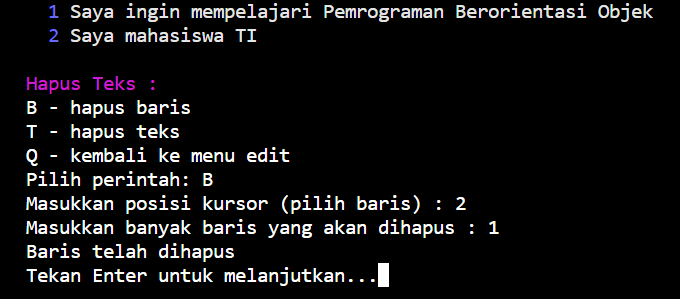 1 Saya ingin mempelajari Pemrograman Berorientasi Objek
2 Saya mahasiswa TI
Hapus Teks :
B - hapus baris
T - hapus teks
Q - kembali ke menu edit
Pilih perintah: B
Masukkan posisi kursor (pilih baris) : 2
Masukkan banyak baris yang akan dihapus : 1
Baris telah dihapus
Tekan Enter untuk melanjutkan...